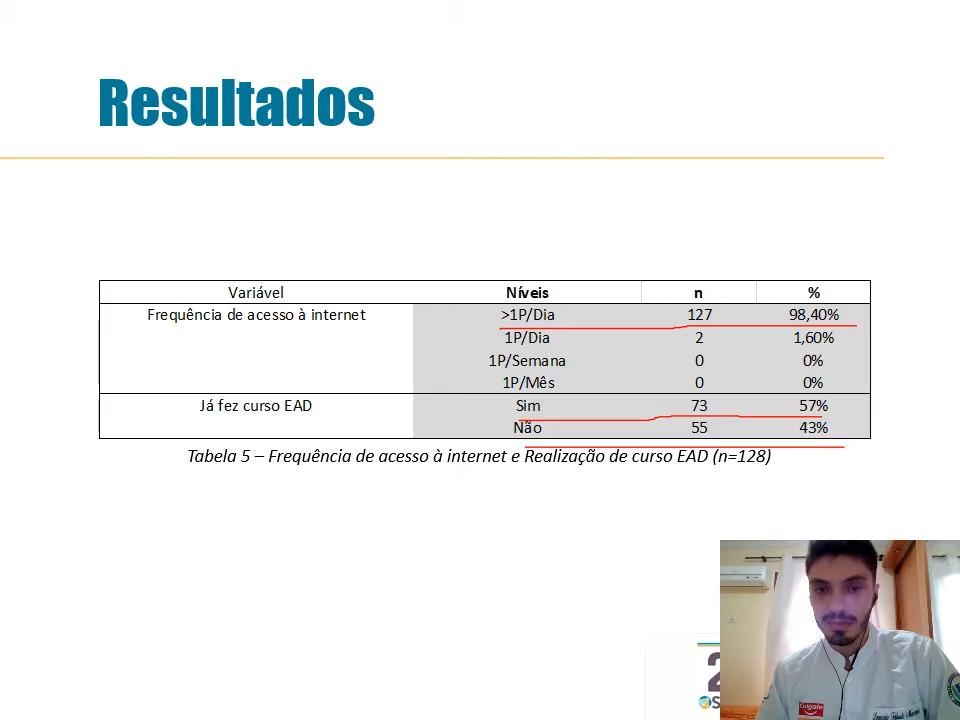 Resultados
Variável Níveis n %
Frequência de acesso à internet >1P/Dia 127 98,40%
1P/Dia 2 1,60%
1P/Semana 0 0%
1P/Mês 0 0%
Já fez curso EAD Sim 73 57%
Não 55 43%
Tabela 5 – Frequência de acesso à internet e Realização de curso EAD (n=128)
2
S
Colgate